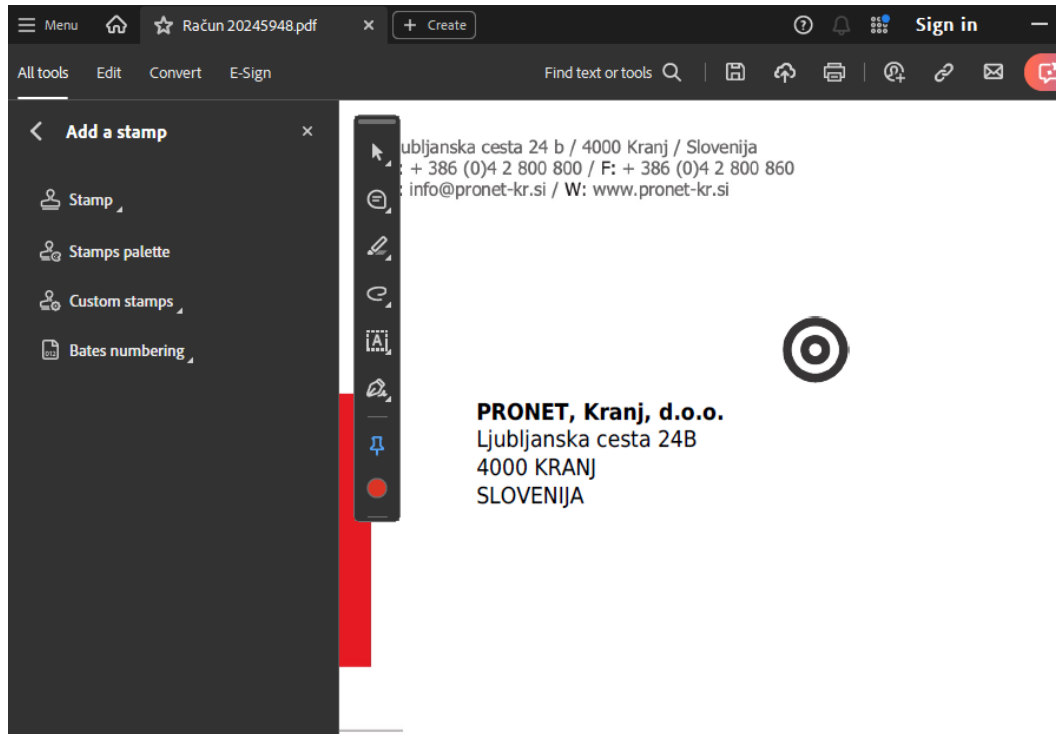 Menu
Račun 20245948.pdf
Create
Sign in
All tools
Edit
Convert
E-Sign
Find text or tools
Add a stamp
Stamp
Stamps palette
Custom stamps
Bates numbering
012
A
ubljanska cesta 24 b / 4000 Kranj / Slovenija
: + 386 (0)4 2 800 800 / F: + 386 (0)4 2 800 860
: info@pronet-kr.si / W: www.pronet-kr.si
PRONET, Kranj, d.o.o.
Ljubljanska cesta 24B
4000 KRANJ
SLOVENIJA